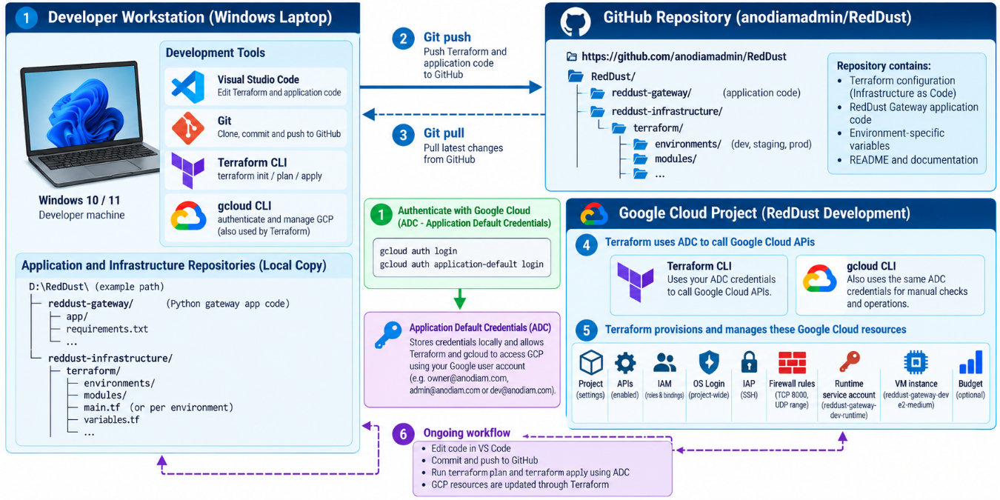 1 Developer Workstation (Windows Laptop)
Windows 10 / 11
Developer machine
Development Tools
Visual Studio Code
Edit Terraform and application code
Git
Clone, commit and push to GitHub
Terraform CLI
terraform init / plan / apply
gcloud CLI
authenticate and manage GCP
(also used by Terraform)
Application and Infrastructure Repositories (Local Copy)
D:\RedDust\ (example path)
reddust-gateway/ (Python gateway app code)
app/
requirements.txt
...
reddust-infrastructure/
terraform/
environments/
modules/
main.tf (or per environment)
variables.tf
...
2 Git push
Push Terraform and
application code
to GitHub
3 Git pull
Pull latest changes
from GitHub
GitHub Repository (anodiamadmin/RedDust)
https://github.com/anodiamadmin/RedDust
RedDust/
reddust-gateway/ (application code)
reddust-infrastructure/
terraform/
environments/ (dev, staging, prod)
modules/
...
Repository contains:
• Terraform configuration
(Infrastructure as Code)
• RedDust Gateway application
code
• Environment-specific
variables
• README and documentation
1 Authenticate with Google Cloud
(ADC - Application Default Credentials)
gcloud auth login
gcloud auth application-default login
Application Default Credentials (ADC)
Stores credentials locally and allows
Terraform and gcloud to access GCP
using your Google user account
(e.g. owner@anodiam.com,
admin@anodiam.com or dev@anodiam.com).
Google Cloud Project (RedDust Development)
4 Terraform uses ADC to call Google Cloud APIs
Terraform CLI
Uses your ADC credentials
to call Google Cloud APIs.
gcloud CLI
Also uses the same ADC
credentials for manual checks
and operations.
5 Terraform provisions and manages these Google Cloud resources
Project
(settings)
APIs
(enabled)
IAM
(roles & bindings)
OS Login
(project-wide)
IAP
(SSH)
Firewall rules
(TCP 8000,
UDP range)
Runtime
service account
(reddust-gateway-
dev-runtime)
VM instance
(reddust-gateway-dev
e2-medium)
Budget
(optional)
6 Ongoing workflow
• Edit code in VS Code
• Commit and push to GitHub
• Run terraform plan and terraform apply using ADC
• GCP resources are updated through Terraform